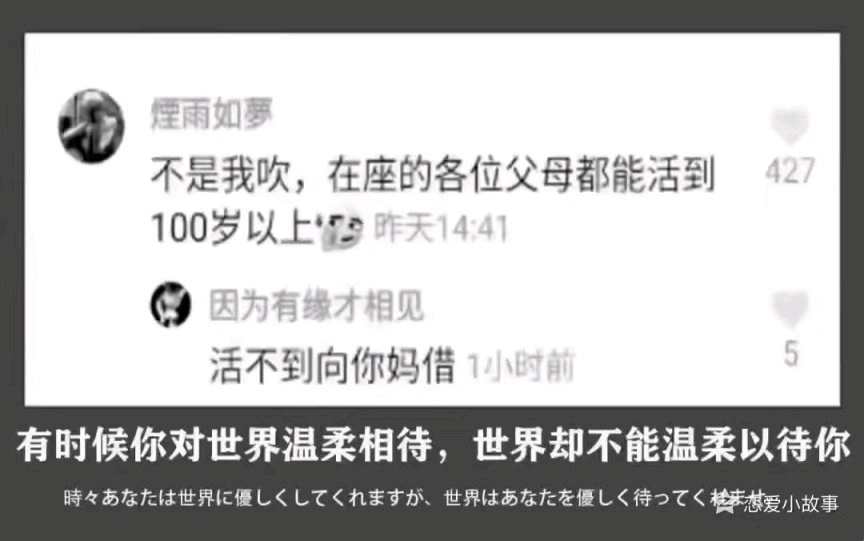 煙雨如夢
不是我吹，在座的各位父母都能活到
427
100岁以上 昨天14:41
因为有缘才相见
活不到向你妈借 1小时前
5
有时候你对世界温柔相待，世界却不能温柔以待你
時々あなたは世界に優しくしてくれますが、世界はあなたを優しく待ってくれませ
恋爱小故事